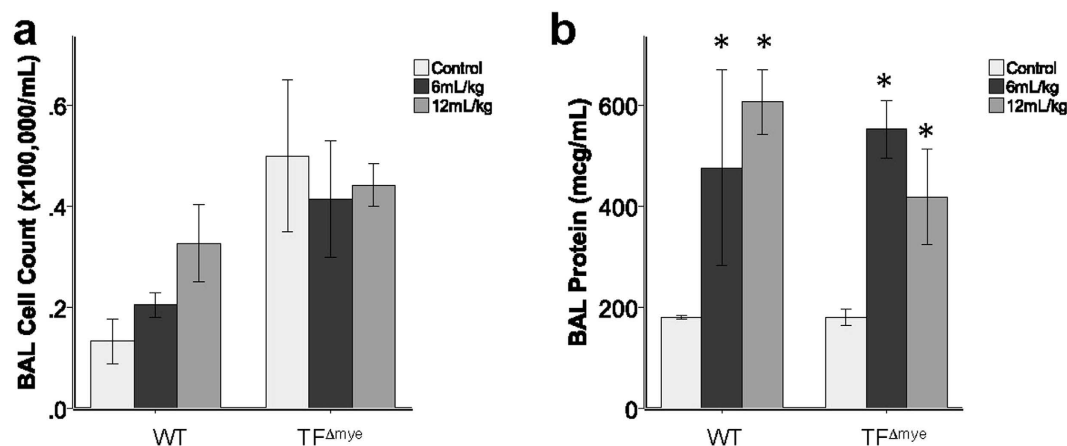 a
BAL Cell Count (x100,000/mL)
.6
.4
.2
.0
Control
6mL/kg
12mL/kg
WT
TFΔmye
b
BAL Protein (mcg/mL)
600
400
200
0
* * * *
Control
6mL/kg
12mL/kg
WT
TFΔmye